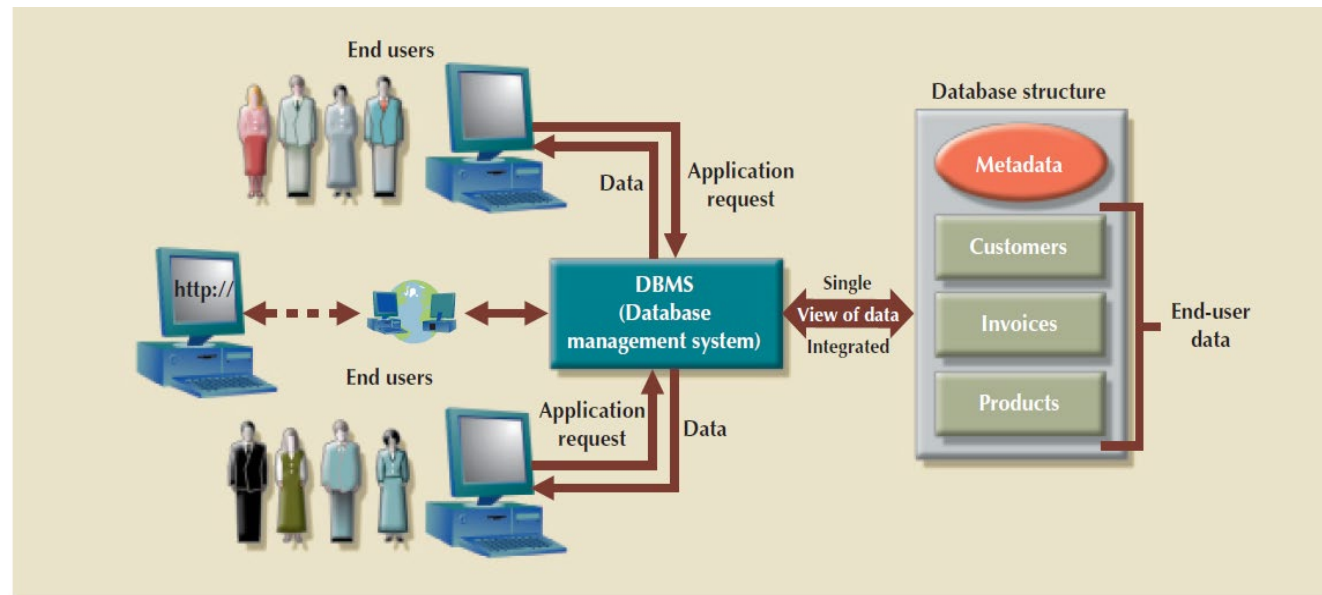 End users
Database structure
Metadata
Data
Application
request
Customers
http://
DBMS
(Database
management system)
Single
View of data
Integrated
Invoices
End-user
data
End users
Products
Application
request
Data